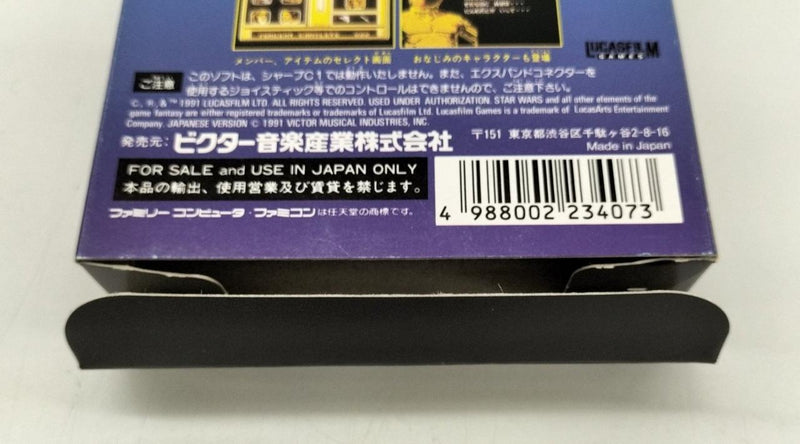 メンバー、アイテムのセレクト画面
おなじみのキャラクターも登場
LUCASFILM
GAMES
ご注意
このソフトは、シャープC1では動作いたしません。また、エクスパンドコネクターを
使用するジョイスティック等でのコントロールはできませんので、ご注意下さい。
©, ®, & ™ 1991 LUCASFILM LTD. ALL RIGHTS RESERVED. USED UNDER AUTHORIZATION. STAR WARS and all other elements of the
game fantasy are either registered trademarks or trademarks of Lucasfilm Ltd. Lucasfilm Games is a trademark of LucasArts Entertainment
Company. JAPANESE VERSION © 1991 VICTOR MUSICAL INDUSTRIES, INC.
発売元：ビクター音楽産業株式会社
〒151 東京都渋谷区千駄ヶ谷2-8-16
Made in Japan
FOR SALE and USE IN JAPAN ONLY
本品の輸出、使用営業及び賃貸を禁じます。
ファミリーコンピュータ・ファミコンは任天堂の商標です。
4 988002 234073